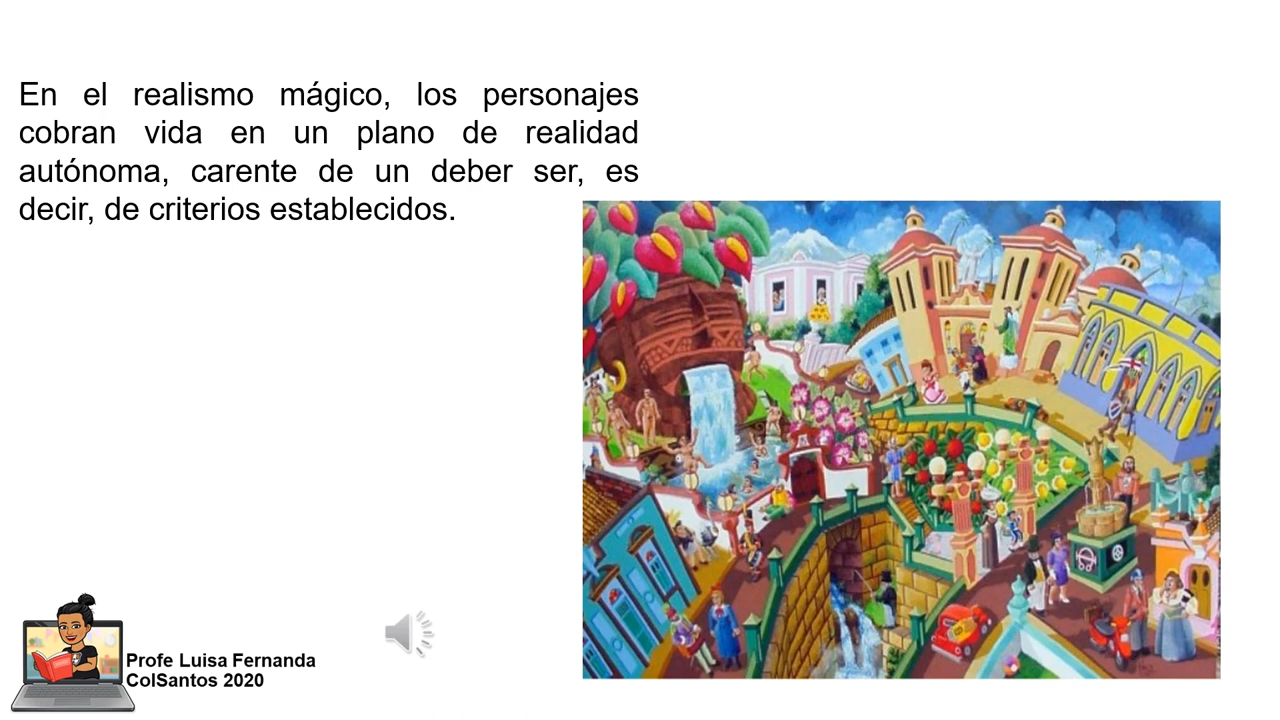 En el realismo mágico, los personajes
cobran vida en un plano de realidad
autónoma, carente de un deber ser, es
decir, de criterios establecidos.
Profe Luisa Fernanda
ColSantos 2020